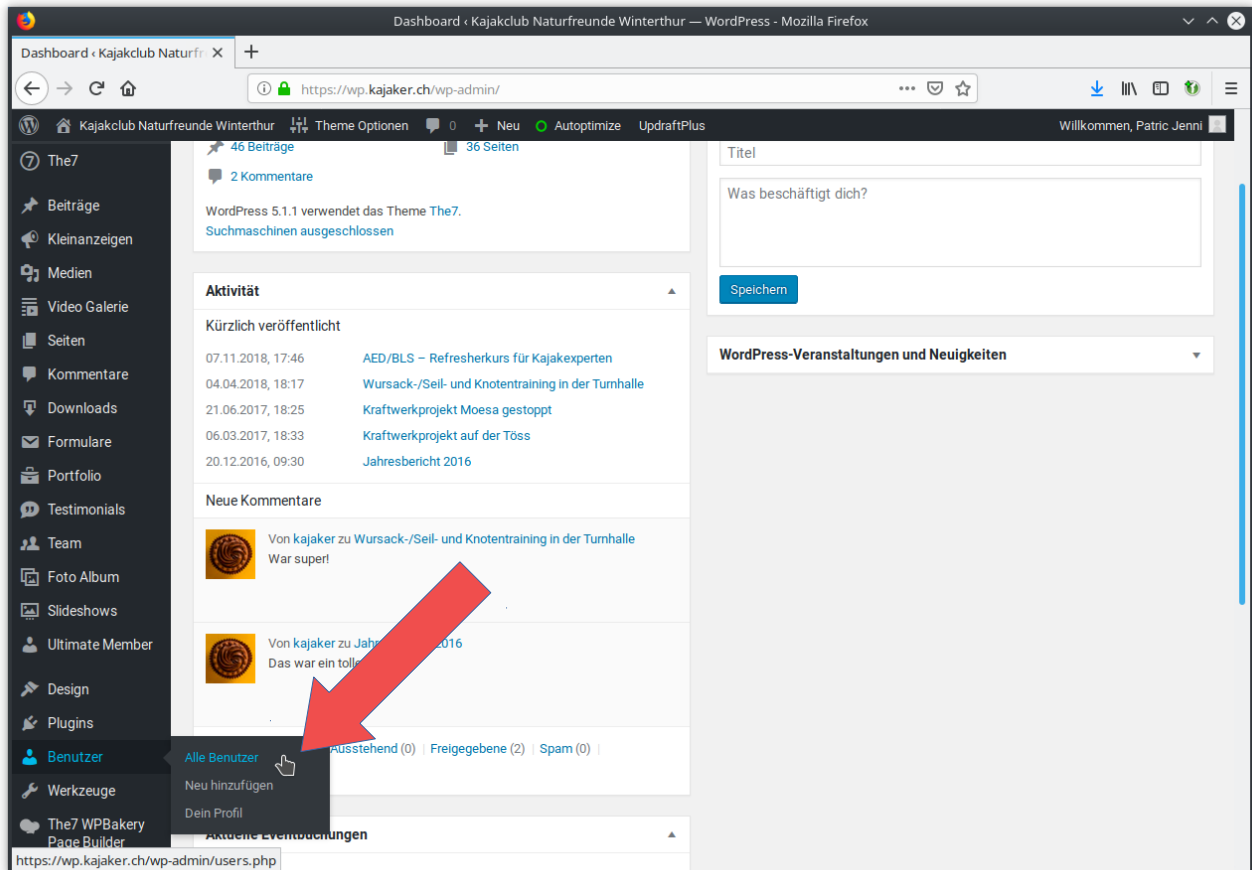 Dashboard ‹ Kajakclub Naturfreunde Winterthur — WordPress - Mozilla Firefox
Dashboard ‹ Kajakclub Naturfr
https://wp.kajaker.ch/wp-admin/
Kajakclub Naturfreunde Winterthur Theme Optionen 0 Neu Autoptimize UpdraftPlus Willkommen, Patric Jenni
The7
Beiträge
Kleinanzeigen
Medien
Video Galerie
Seiten
Kommentare
Downloads
Formulare
Portfolio
Testimonials
Team
Foto Album
Slideshows
Ultimate Member
Design
Plugins
Benutzer
Werkzeuge
The7 WPBakery
Page Builder
Alle Benutzer
Neu hinzufügen
Dein Profil
https://wp.kajaker.ch/wp-admin/users.php
46 Beiträge 36 Seiten
2 Kommentare
WordPress 5.1.1 verwendet das Theme The7.
Suchmaschinen ausgeschlossen
Aktivität
Kürzlich veröffentlicht
07.11.2018, 17:46 AED/BLS – Refresherkurs für Kajakexperten
04.04.2018, 18:17 Wursack-/Seil- und Knotentraining in der Turnhalle
21.06.2017, 18:25 Kraftwerkprojekt Moesa gestoppt
06.03.2017, 18:33 Kraftwerkprojekt auf der Töss
20.12.2016, 09:30 Jahresbericht 2016
Neue Kommentare
Von kajaker zu Wursack-/Seil- und Knotentraining in der Turnhalle
War super!
Von kajaker zu 2016
Das war ein
Ausstehend (0) | Freigegebene (2) | Spam (0) |
Aktuelle Eventbuchungen
Titel
Was beschäftigt dich?
Speichern
WordPress-Veranstaltungen und Neuigkeiten